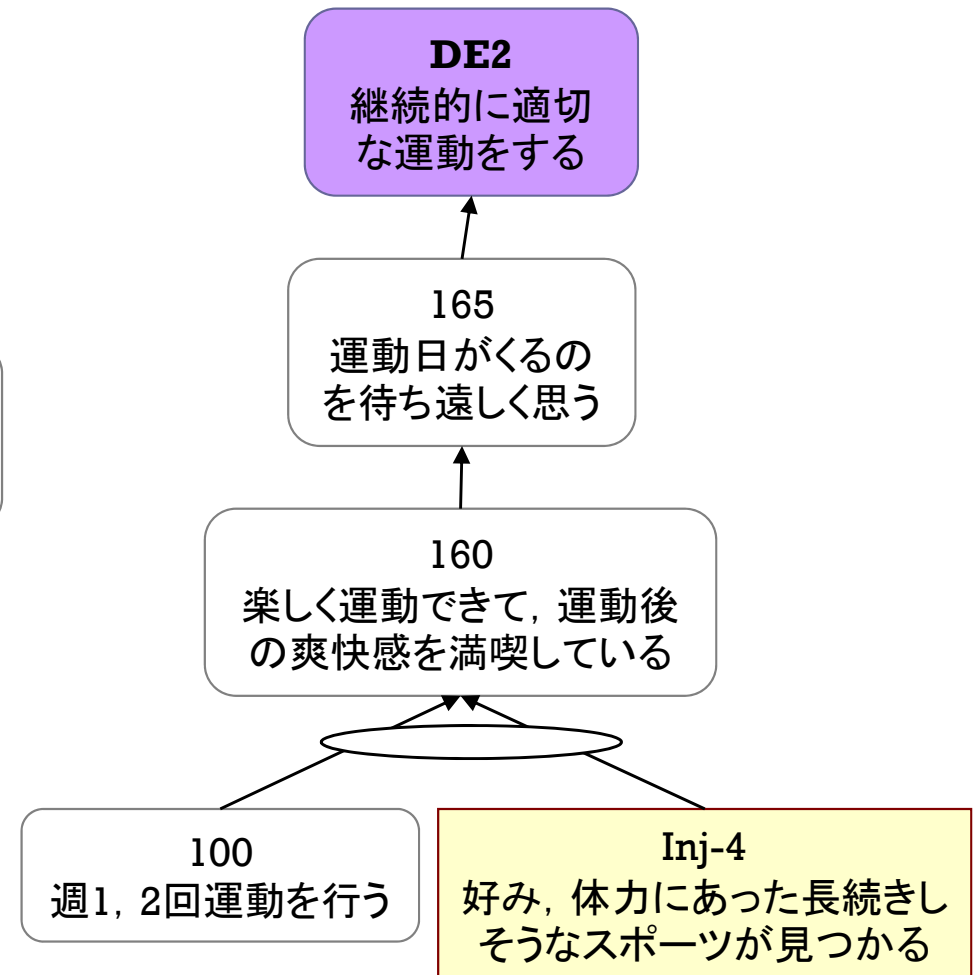 DE2
継続的に適切
な運動をする
165
運動日がくるの
を待ち遠しく思う
160
楽しく運動できて，運動後
の爽快感を満喫している
100
週1，2回運動を行う
Inj-4
好み，体力にあった長続きし
そうなスポーツが見つかる